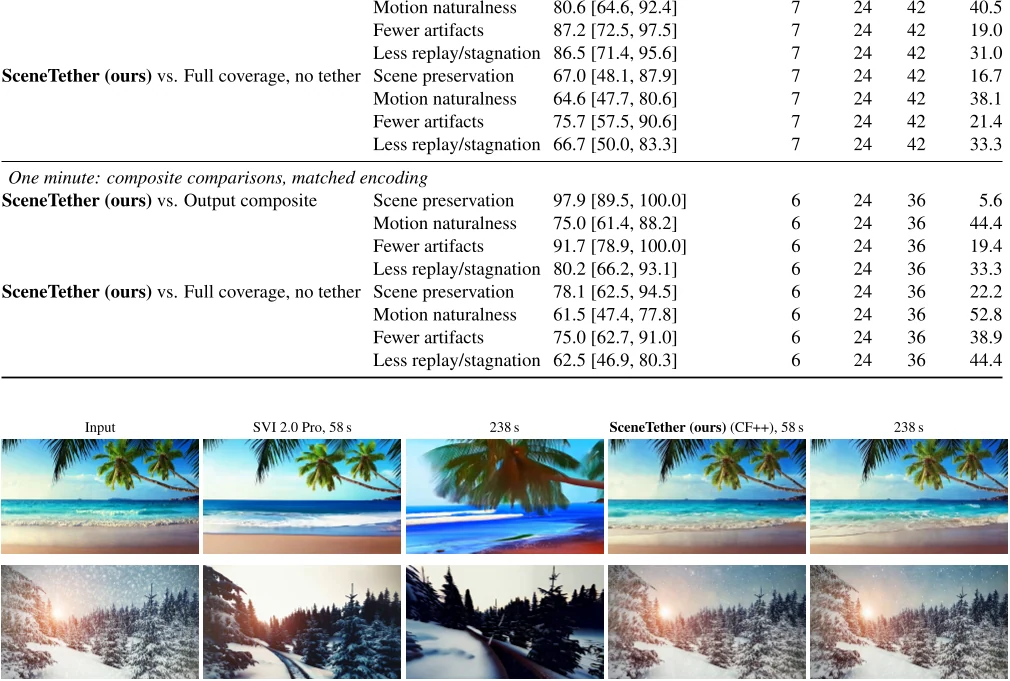 Motion naturalness 80.6 [64.6, 92.4] 7 24 42 40.5
Fewer artifacts 87.2 [72.5, 97.5] 7 24 42 19.0
Less replay/stagnation 86.5 [71.4, 95.6] 7 24 42 31.0
SceneTether (ours) vs. Full coverage, no tether Scene preservation 67.0 [48.1, 87.9] 7 24 42 16.7
Motion naturalness 64.6 [47.7, 80.6] 7 24 42 38.1
Fewer artifacts 75.7 [57.5, 90.6] 7 24 42 21.4
Less replay/stagnation 66.7 [50.0, 83.3] 7 24 42 33.3
One minute: composite comparisons, matched encoding
SceneTether (ours) vs. Output composite Scene preservation 97.9 [89.5, 100.0] 6 24 36 5.6
Motion naturalness 75.0 [61.4, 88.2] 6 24 36 44.4
Fewer artifacts 91.7 [78.9, 100.0] 6 24 36 19.4
Less replay/stagnation 80.2 [66.2, 93.1] 6 24 36 33.3
SceneTether (ours) vs. Full coverage, no tether Scene preservation 78.1 [62.5, 94.5] 6 24 36 22.2
Motion naturalness 61.5 [47.4, 77.8] 6 24 36 52.8
Fewer artifacts 75.0 [62.7, 91.0] 6 24 36 38.9
Less replay/stagnation 62.5 [46.9, 80.3] 6 24 36 44.4
Input SVI 2.0 Pro, 58 s 238 s SceneTether (ours) (CF++), 58 s 238 s